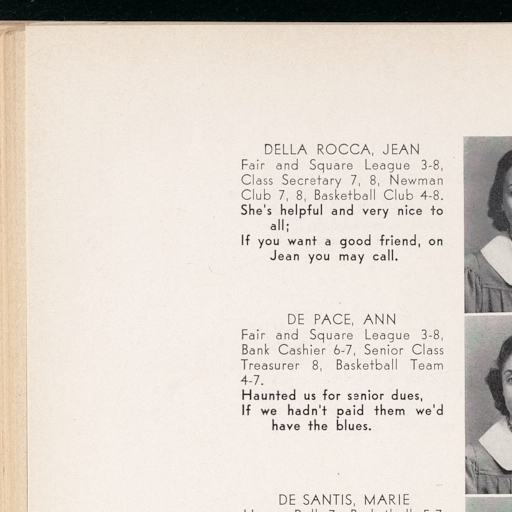 DELLA ROCCA, JEAN
Fair and Square League 3-8,
Class Secretary 7, 8, Newman
Club 7, 8, Basketball Club 4-8.
She's helpful and very nice to
all;
If you want a good friend, on
Jean you may call.
DE PACE, ANN
Fair and Square League 3-8,
Bank Cashier 6-7, Senior Class
Treasurer 8, Basketball Team
4-7.
Haunted us for senior dues,
If we hadn't paid them we'd
have the blues.
DE SANTIS, MARIE